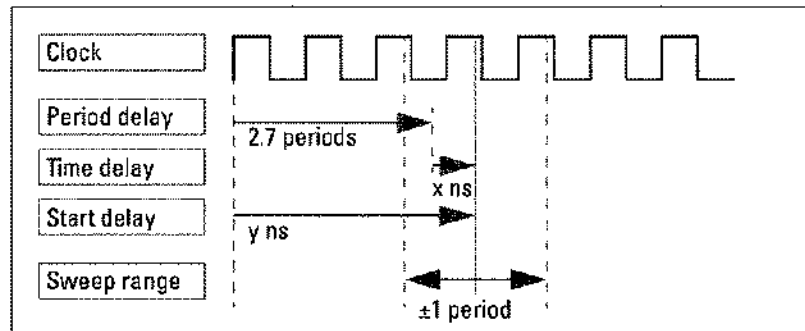 Clock
Period delay
2.7 periods
Time delay
x ns
Start delay
y ns
Sweep range
±1 period